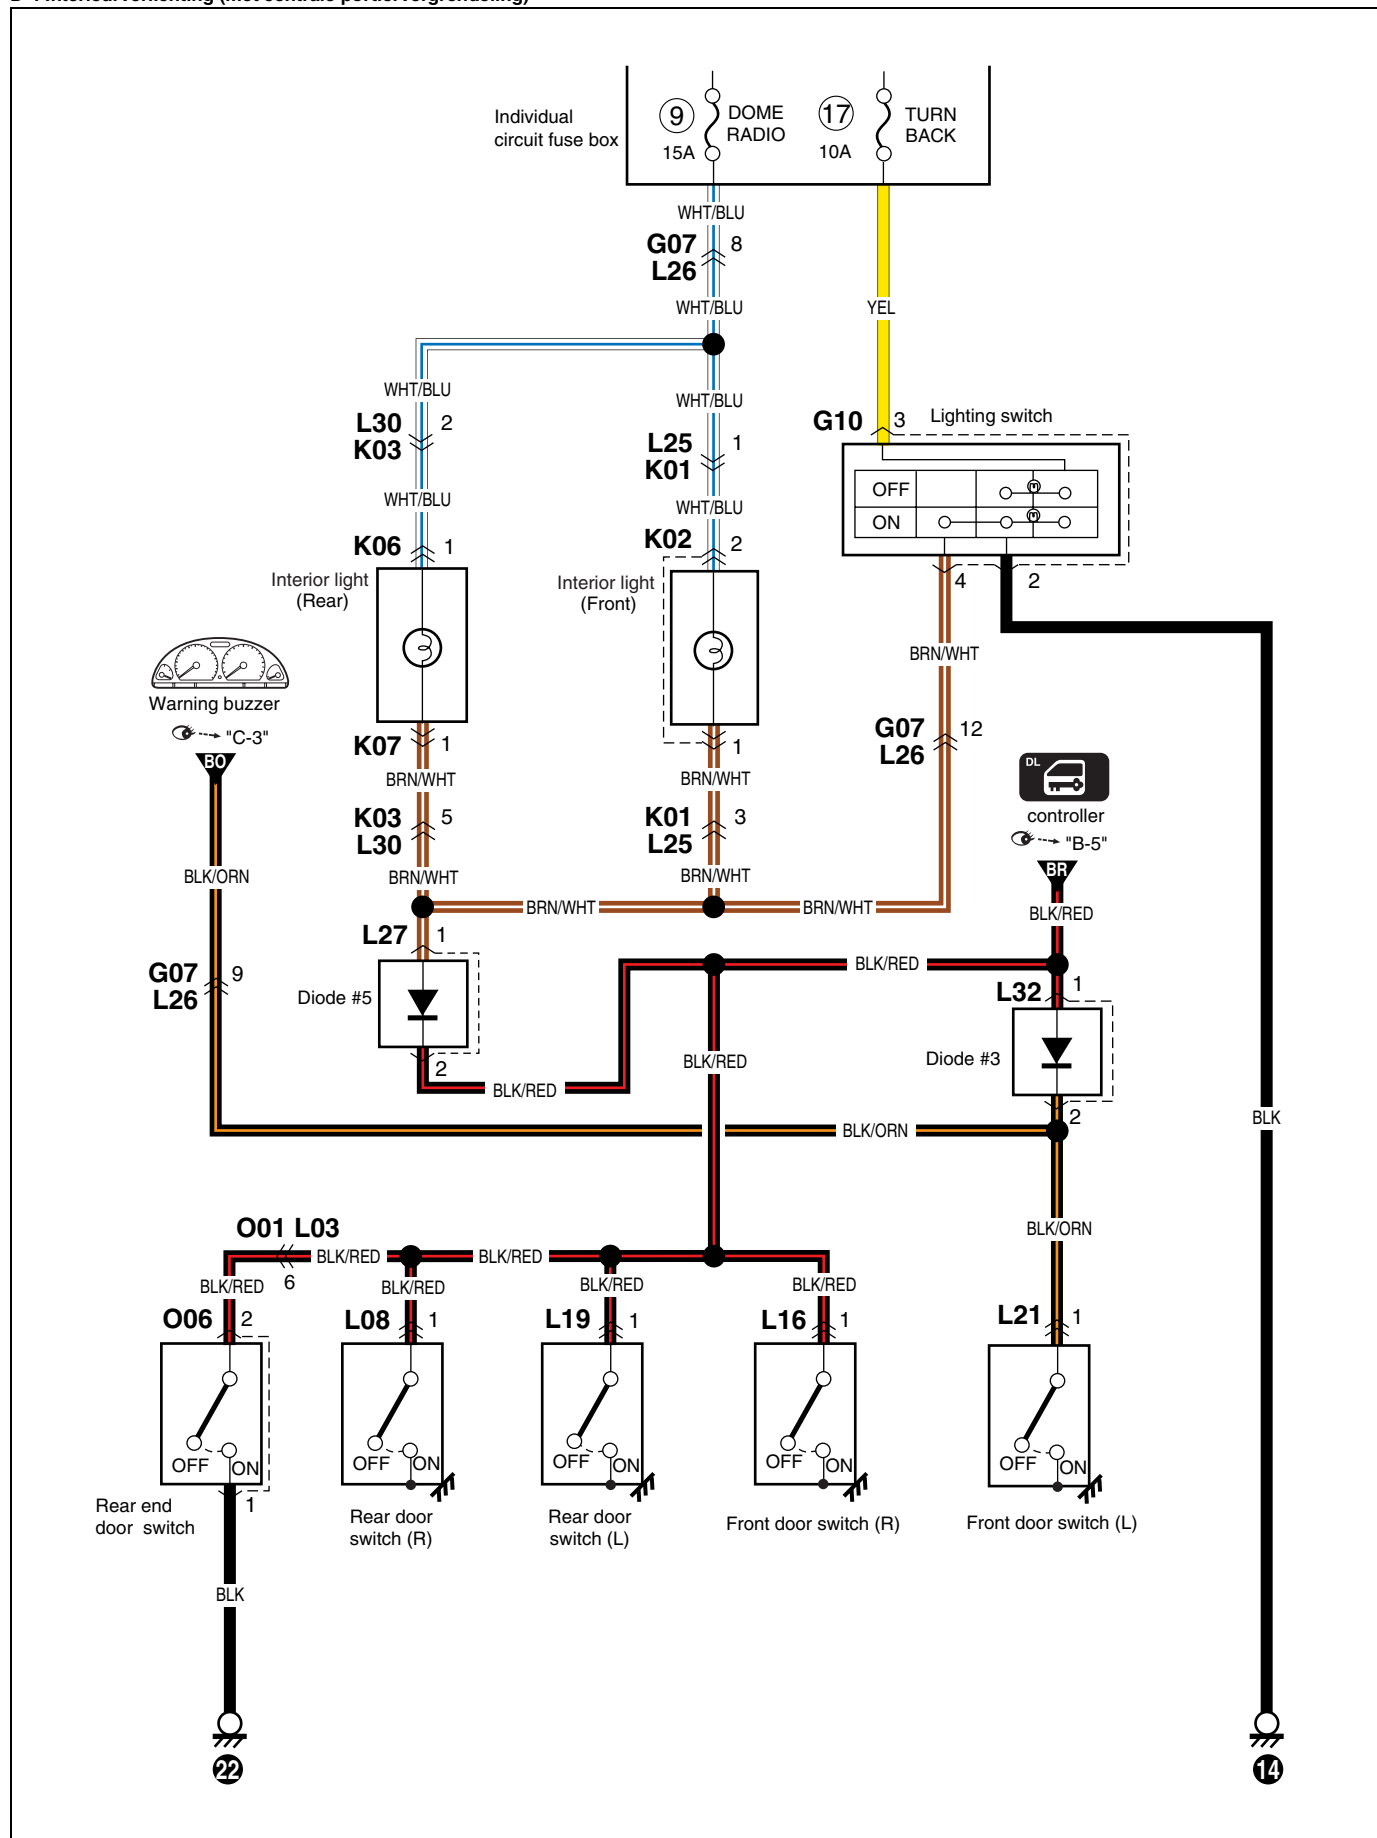 Individual
circuit fuse box
9
15A
DOME
RADIO
17
10A
TURN
BACK
WHT/BLU
G07
L26
8
WHT/BLU
YEL
WHT/BLU
WHT/BLU
L30
K03
2
L25
K01
1
G10
3
Lighting switch
OFF
ON
WHT/BLU
WHT/BLU
K06
1
K02
2
Interior light
(Rear)
Interior light
(Front)
4
2
BRN/WHT
Warning buzzer
"C-3"
BO
K07
1
1
G07
L26
12
BRN/WHT
BRN/WHT
DL
controller
"B-5"
BR
K03
L30
5
K01
L25
3
BLK/ORN
BRN/WHT
BRN/WHT
BRN/WHT
BRN/WHT
BLK/RED
L27
1
G07
L26
9
BLK/RED
L32
1
Diode #5
Diode #3
2
BLK/RED
BLK/RED
2
BLK/ORN
BLK
O01 L03
BLK/ORN
BLK/RED
BLK/RED
6
BLK/RED
BLK/RED
BLK/RED
BLK/RED
O06
2
L08
1
L19
1
L16
1
L21
1
OFF
ON
OFF
ON
OFF
ON
OFF
ON
OFF
ON
1
Rear end
door switch
Rear door
switch (R)
Rear door
switch (L)
Front door switch (R)
Front door switch (L)
BLK
22
14